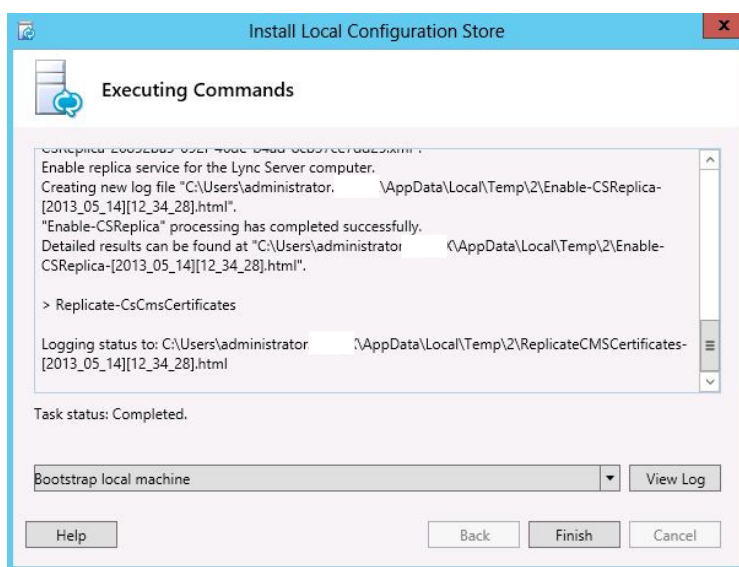 Install Local Configuration Store
x
Executing Commands
Enable replica service for the Lync Server computer.
Creating new log file "C:\Users\administrator. \AppData\Local\Temp\2\Enable-CSReplica-
[2013_05_14][12_34_28].html".
"Enable-CSReplica" processing has completed successfully.
Detailed results can be found at "C:\Users\administrator \AppData\Local\Temp\2\Enable-
CSReplica-[2013_05_14][12_34_28].html".
> Replicate-CsCmsCertificates
Logging status to: C:\Users\administrator \AppData\Local\Temp\2\ReplicateCMSCertificates-
[2013_05_14][12_34_28].html
Task status: Completed.
Bootstrap local machine
View Log
Help
Back
Finish
Cancel